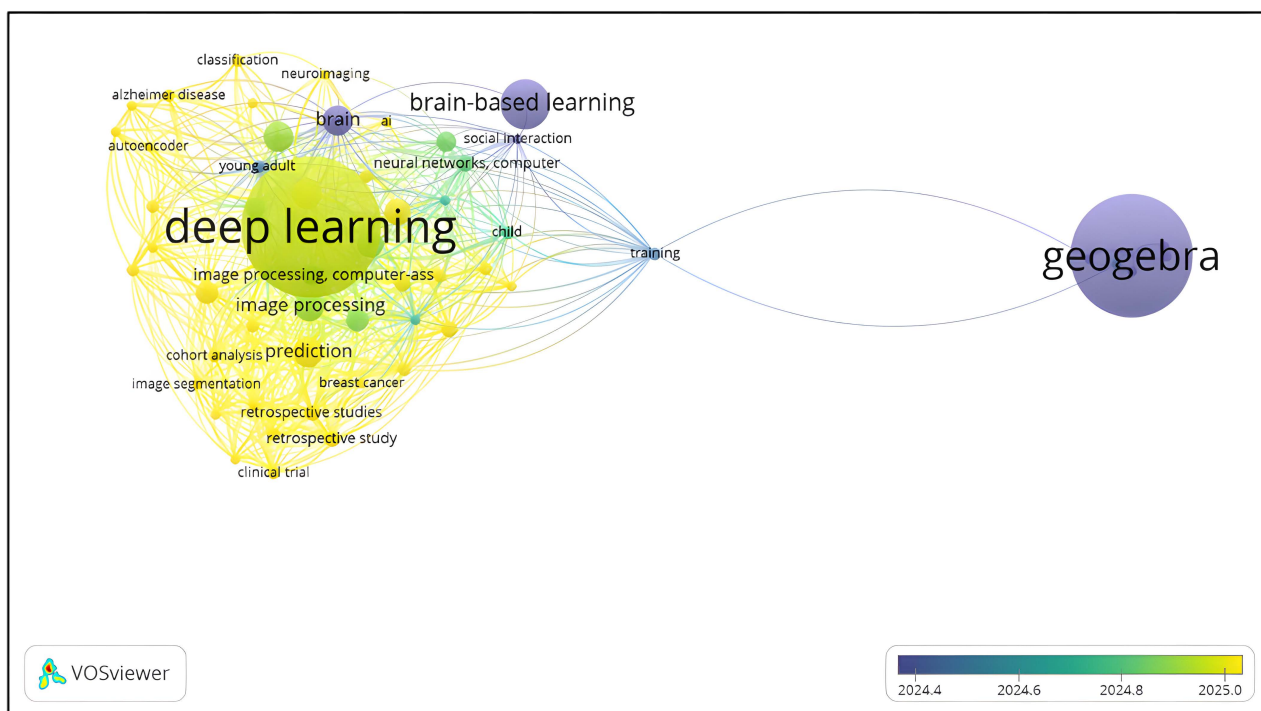 classification
neuroimaging
alzheimer disease
brain-based learning
brain
ai
social interaction
autoencoder
young adult
neural networks, computer
deep learning
child
training
geogebra
image processing, computer-ass
image processing
prediction
cohort analysis
image segmentation
breast cancer
retrospective studies
retrospective study
clinical trial
VOSviewer
2024.4
2024.6
2024.8
2025.0